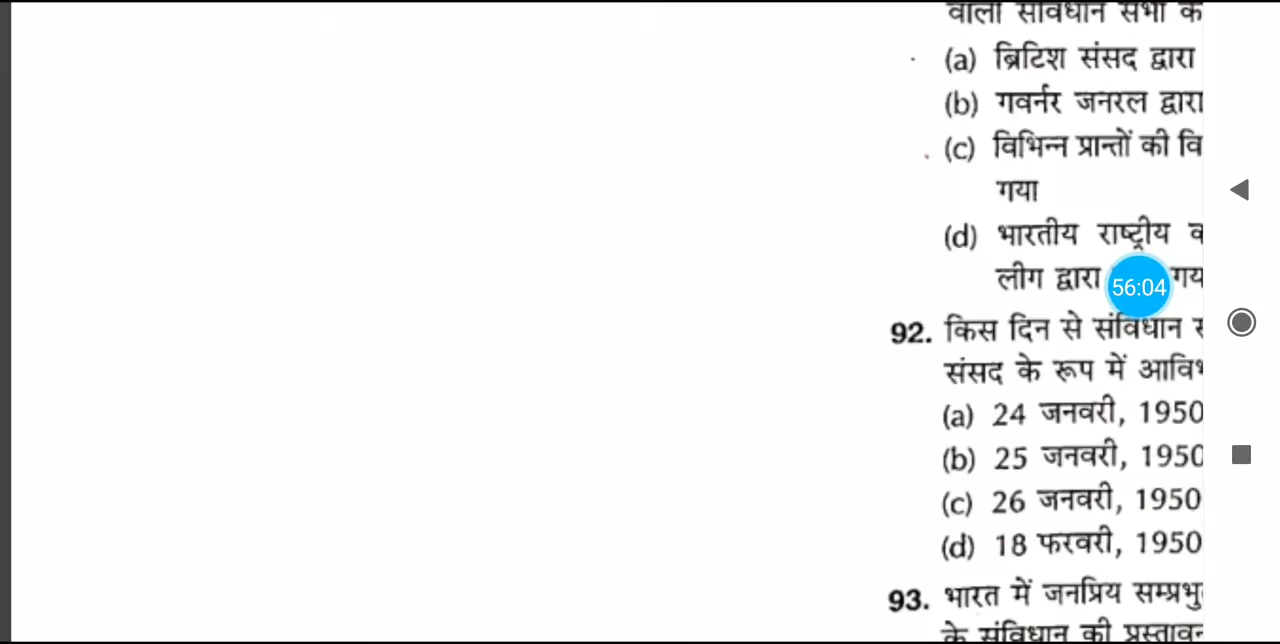 वाली संविधान सभा
(a) ब्रिटिश संसद द्वारा
(b) गवर्नर जनरल द्वारा
(c) विभिन्न प्रान्तों की वि
गया
(d) भारतीय राष्ट्रीय
लीग द्वारा
56:04
92. किस दिन से संविधान
संसद के रूप में
(a) 24 जनवरी, 1950
(b) 25 जनवरी, 1950
(c) 26 जनवरी, 1950
(d) 18 फरवरी, 1950
93. भारत में जनप्रिय
के संविधान की